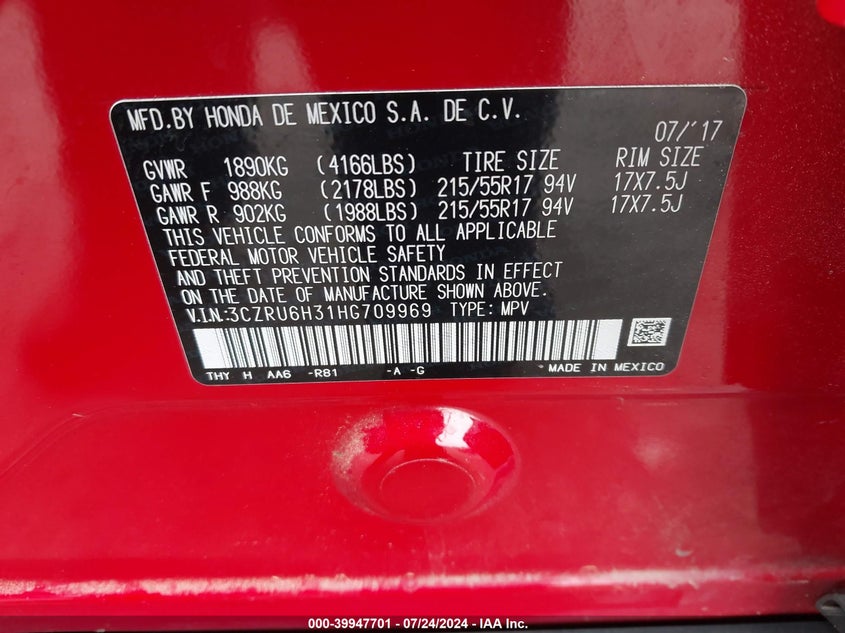 MFD.BY HONDA DE MEXICO S.A. DE C.V.
07/'17
GVWR 1890KG (4166LBS) TIRE SIZE RIM SIZE
GAWR F 988KG (2178LBS) 215/55R17 94V 17X7.5J
GAWR R 902KG (1988LBS) 215/55R17 94V 17X7.5J
THIS VEHICLE CONFORMS TO ALL APPLICABLE
FEDERAL MOTOR VEHICLE SAFETY
AND THEFT PREVENTION STANDARDS IN EFFECT
ON THE DATE OF MANUFACTURE SHOWN ABOVE.
V.I.N:3CZRU6H31HG709969 TYPE: MPV
THY H AA6 -R81 -A -G MADE IN MEXICO
000-39947701 - 07/24/2024 - IAA Inc.